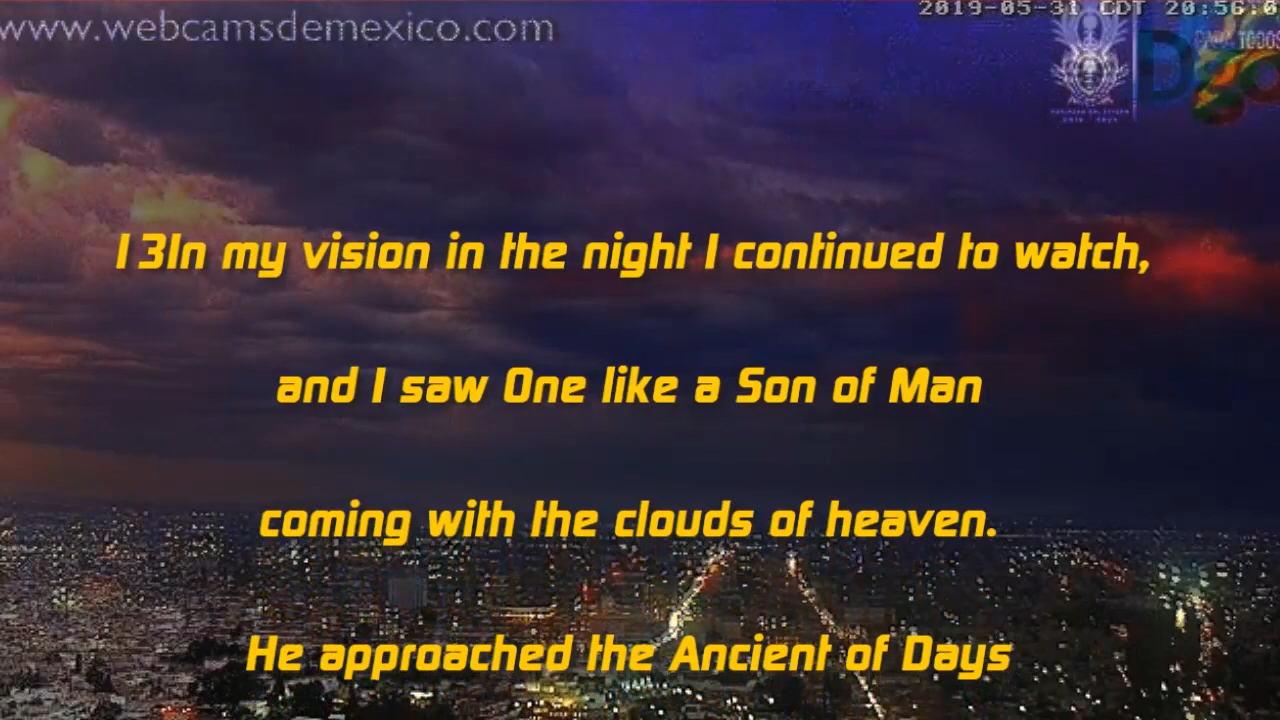 www.webcamsdemexico.com
2019-05-31 CDT 20:56:0
Dgo
13In my vision in the night I continued to watch,
and I saw One like a Son of Man
coming with the clouds of heaven.
He approached the Ancient of Days